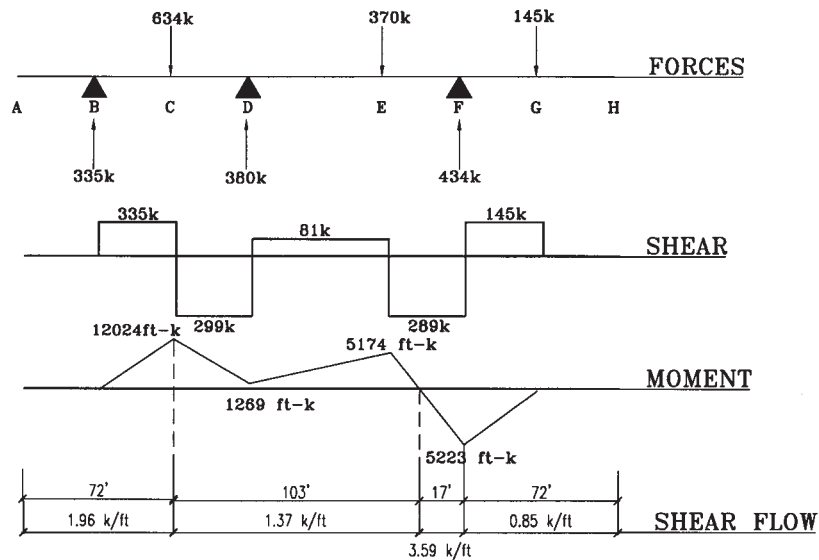 634k 370k 145k
FORCES
A B C D E F G H
335k 380k 434k
335k 81k 145k
SHEAR
299k 289k
12024ft-k 5174 ft-k
MOMENT
1269 ft-k
5223 ft-k
72' 103' 17' 72'
1.96 k/ft 1.37 k/ft 0.85 k/ft SHEAR FLOW
3.59 k/ft